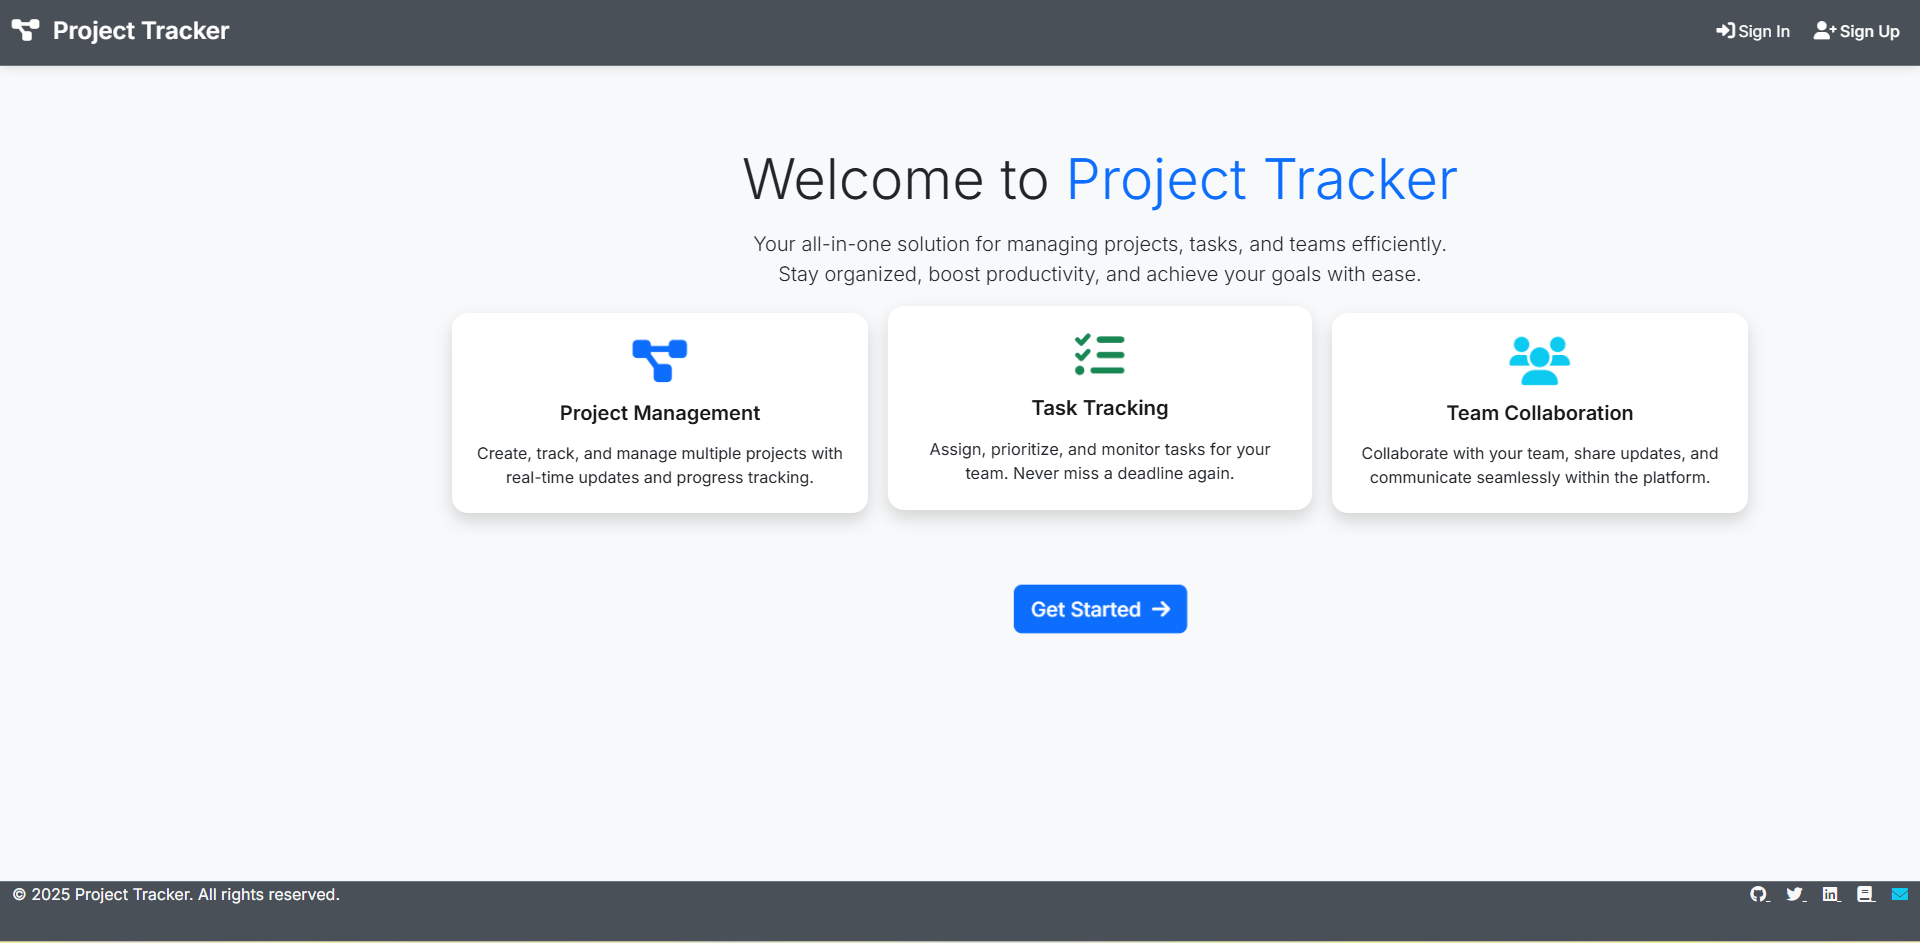 Project Tracker
Sign In
Sign Up
Welcome to Project Tracker
Your all-in-one solution for managing projects, tasks, and teams efficiently.
Stay organized, boost productivity, and achieve your goals with ease.
Project Management
Create, track, and manage multiple projects with
real-time updates and progress tracking.
Task Tracking
Assign, prioritize, and monitor tasks for your
team. Never miss a deadline again.
Team Collaboration
Collaborate with your team, share updates, and
communicate seamlessly within the platform.
Get Started
© 2025 Project Tracker. All rights reserved.